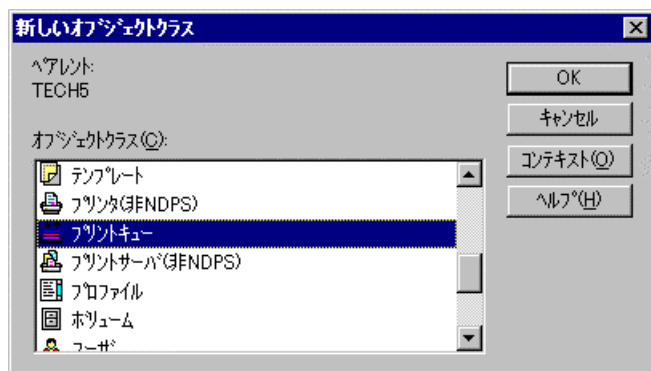 新しいｵﾌﾞｼﾞｪｸﾄｸﾗｽ
ﾍﾟｱﾚﾝﾄ:
TECH5
ｵﾌﾞｼﾞｪｸﾄｸﾗｽ(C):
ﾃﾝﾌﾟﾚｰﾄ
ﾌﾟﾘﾝﾀ(非NDPS)
ﾌﾟﾘﾝﾄｷｭｰ
ﾌﾟﾘﾝﾄｻｰﾊﾞ(非NDPS)
ﾌﾟﾛﾌｧｲﾙ
ﾎﾞﾘｭｰﾑ
ﾕｰｻﾞ
OK
ｷｬﾝｾﾙ
ｺﾝﾃｷｽﾄ(O)
ﾍﾙﾌﾟ(H)